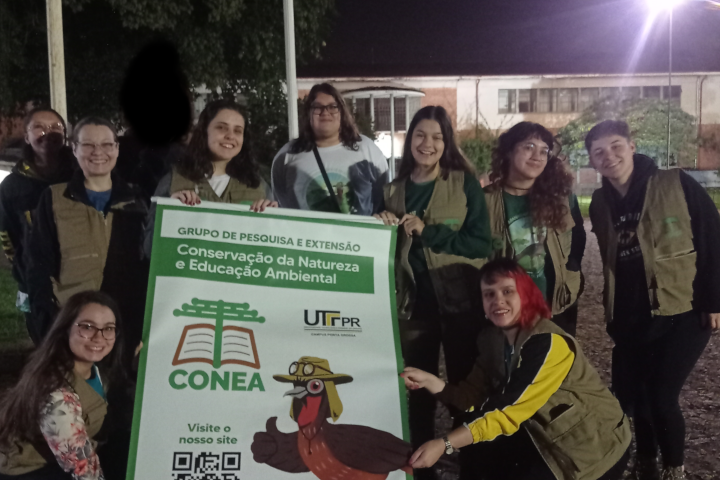 GRUPO DE PESQUISA E EXTENSÃO
Conservação da Natureza
e Educação Ambiental
UTFPR
CONEA
Visite o
nosso site